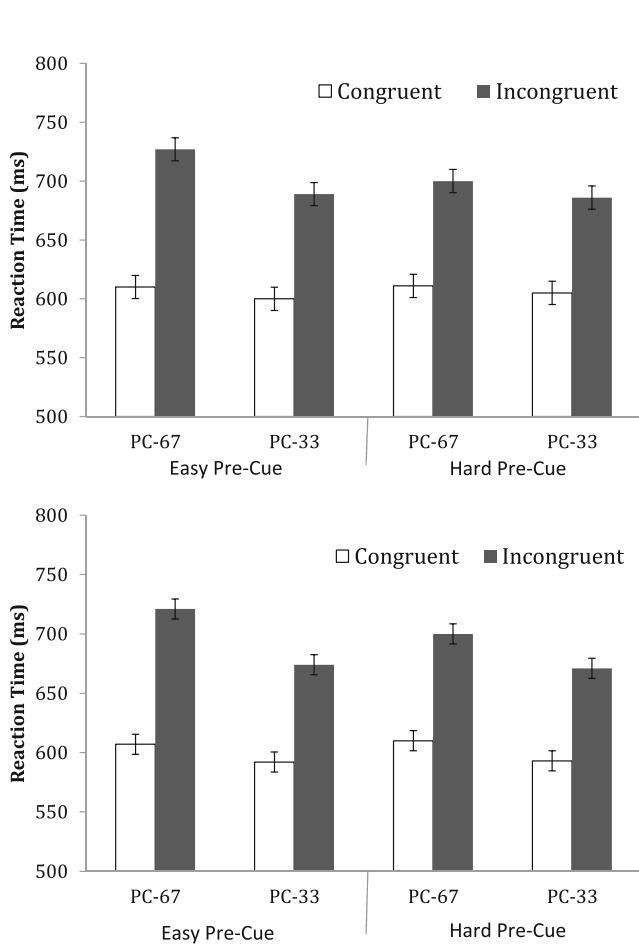 800
Congruent Incongruent
750
700
650
600
550
500
Reaction Time (ms)
PC-67 PC-33 PC-67 PC-33
Easy Pre-Cue Hard Pre-Cue
800
Congruent Incongruent
750
700
650
600
550
500
Reaction Time (ms)
PC-67 PC-33 PC-67 PC-33
Easy Pre-Cue Hard Pre-Cue